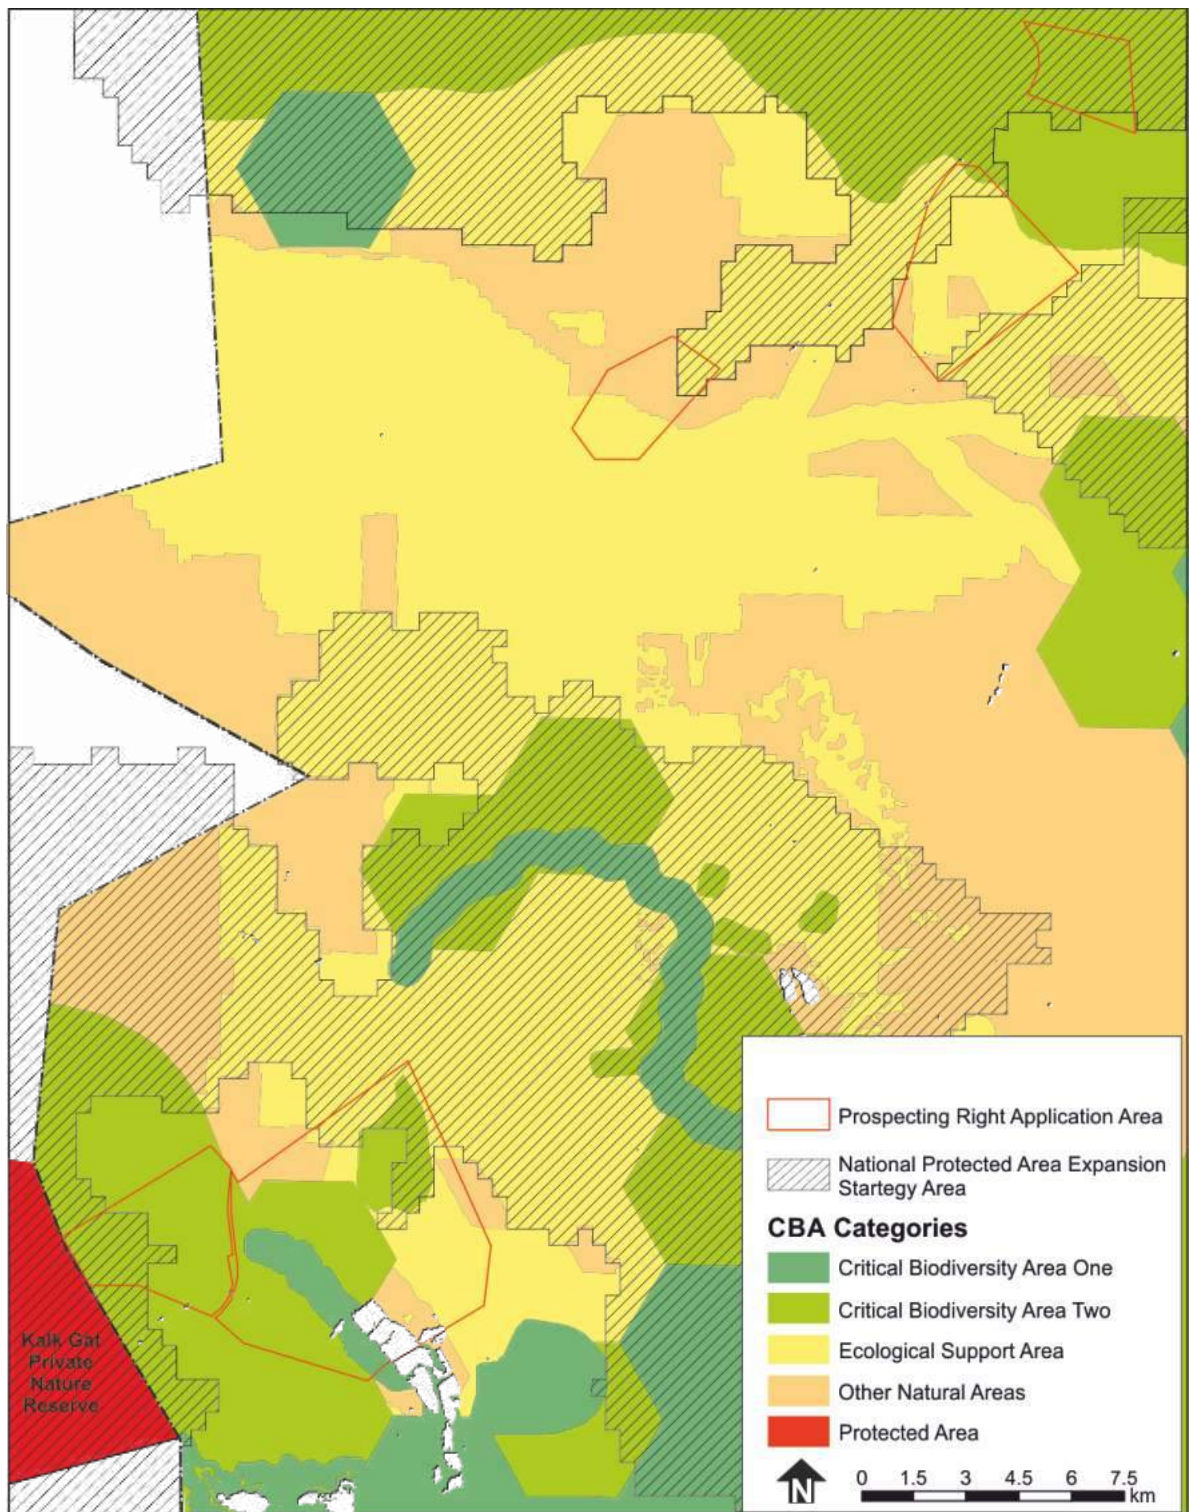 Kalk Gat
Private
Nature
Reserve
Prospecting Right Application Area
National Protected Area Expansion
Startegy Area
CBA Categories
Critical Biodiversity Area One
Critical Biodiversity Area Two
Ecological Support Area
Other Natural Areas
Protected Area
N
0 1.5 3 4.5 6 7.5
km